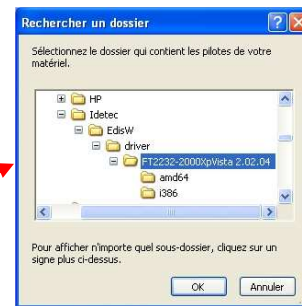 Rechercher un dossier
Sélectionnez le dossier qui contient les pilotes de votre
matériel.
HP
Idetec
EdisW
driver
FT2232-2000XpVista 2.02.04
amd64
i386
Pour afficher n'importe quel sous-dossier, cliquez sur un
signe plus ci-dessus.
OK Annuler